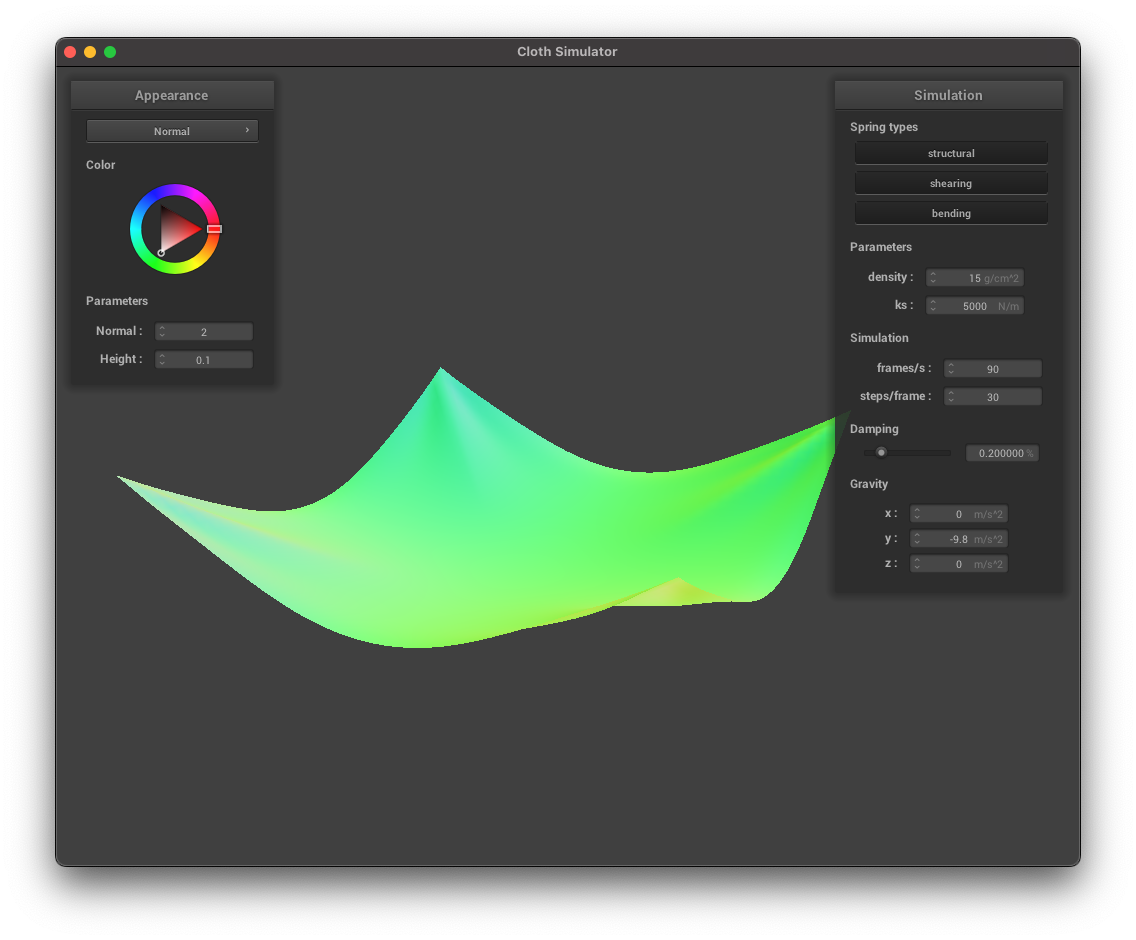 Cloth Simulator
Appearance
Normal ›
Color
Parameters
Normal : 2
Height : 0.1
Simulation
Spring types
structural
shearing
bending
Parameters
density : 15 g/cm^2
ks : 5000 N/m
Simulation
frames/s : 90
steps/frame : 30
Damping
0.200000 %
Gravity
x : 0 m/s^2
y : -9.8 m/s^2
z : 0 m/s^2